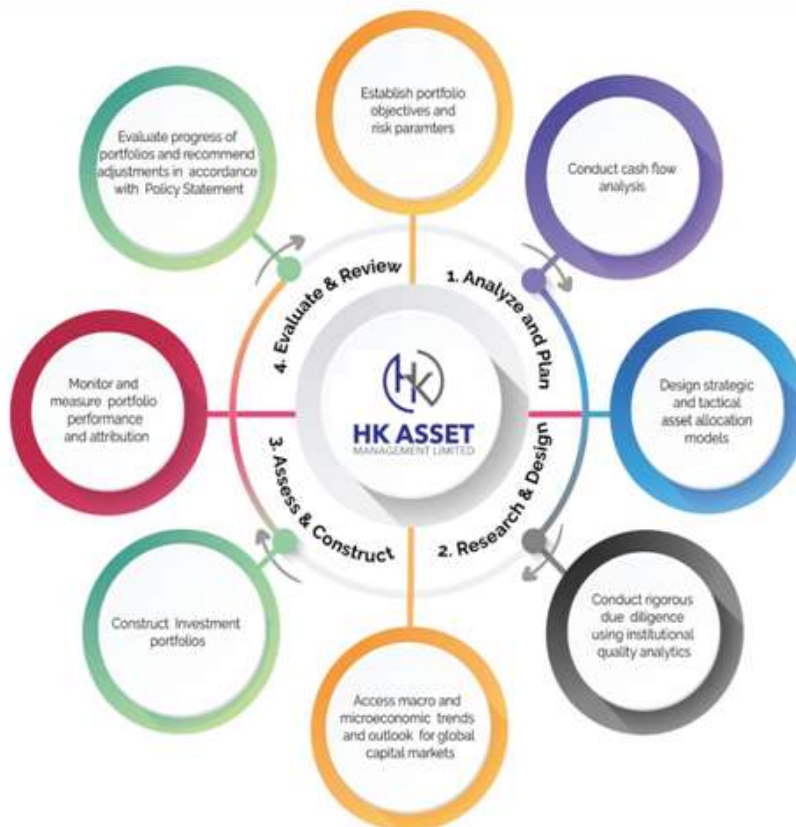 Establish portfolio
objectives and
risk paramters
Conduct cash flow
analysis
Design strategic
and tactical
asset allocation
models
Conduct rigorous
due diligence
using institutional
quality analytics
Access macro and
microeconomic trends
and outlook for global
capital markets
Construct Investment
portfolios
Monitor and
measure portfolio
performance
and attribution
Evaluate progress of
portfolios and recommend
adjustments in accordance
with Policy Statement
1. Analyze and Plan
2. Research & Design
3. Assess & Construct
4. Evaluate & Review
HK
HK ASSET
MANAGEMENT LIMITED